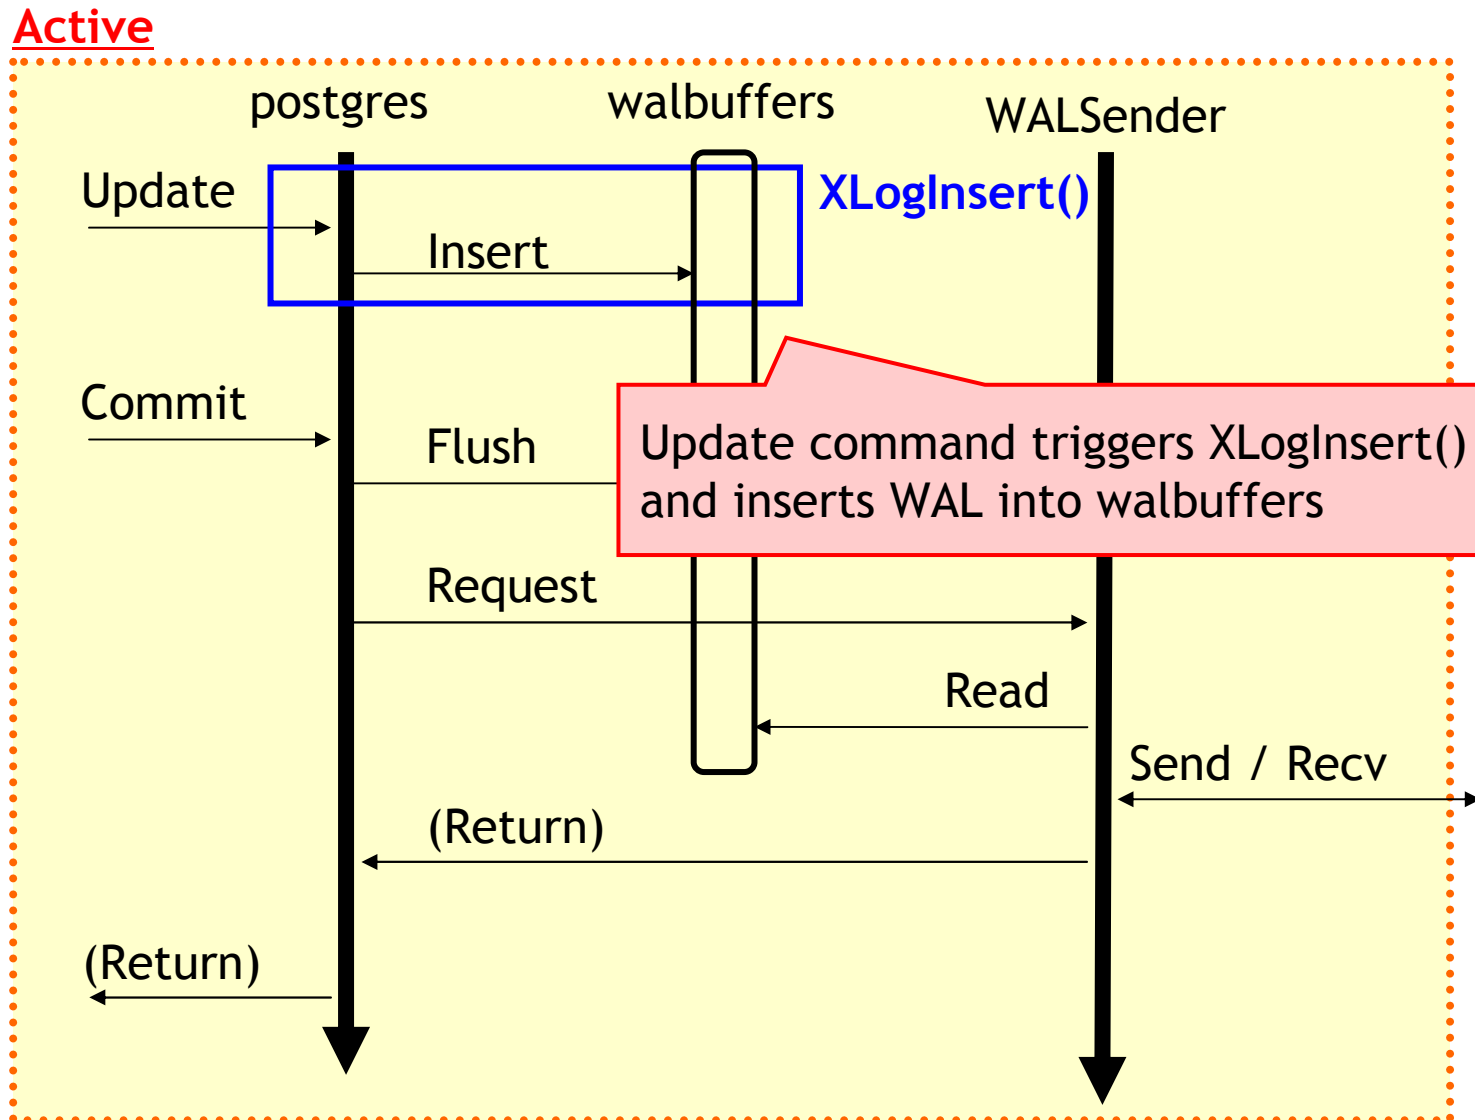 Active
postgres
walbuffers
WALSender
Update
XLogInsert()
Insert
Commit
Flush
Update command triggers XLogInsert()
and inserts WAL into walbuffers
Request
Read
Send / Recv
(Return)
(Return)